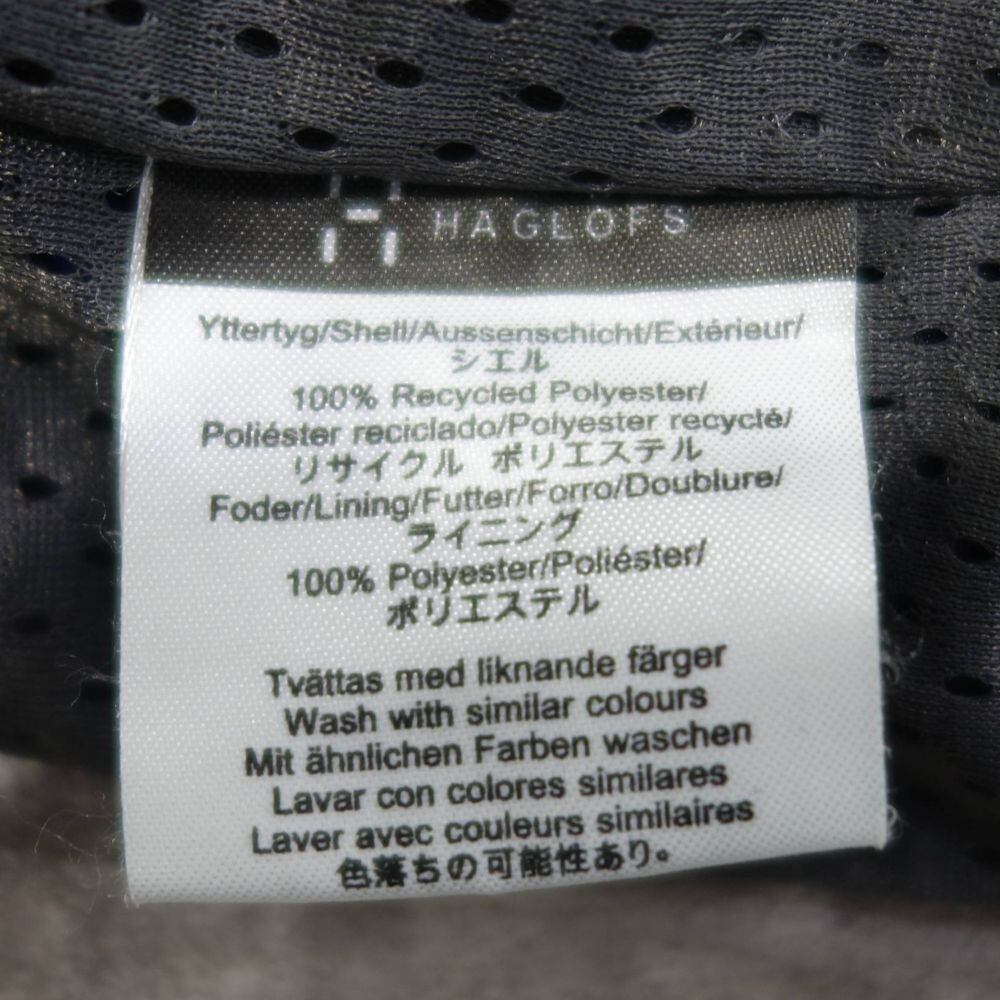 HAGLOFS
Yttertyg/Shell/Aussenschicht/Extérieur/
シエル
100% Recycled Polyester/
Poliéster reciclado/Polyester recyclé/
リサイクル ポリエステル
Foder/Lining/Futter/Forro/Doublure/
ライニング
100% Polyester/Poliéster/
ポリエステル
Tvättas med liknande färger
Wash with similar colours
Mit ähnlichen Farben waschen
Lavar con colores similares
Laver avec couleurs similaires
色落ちの可能性あり。